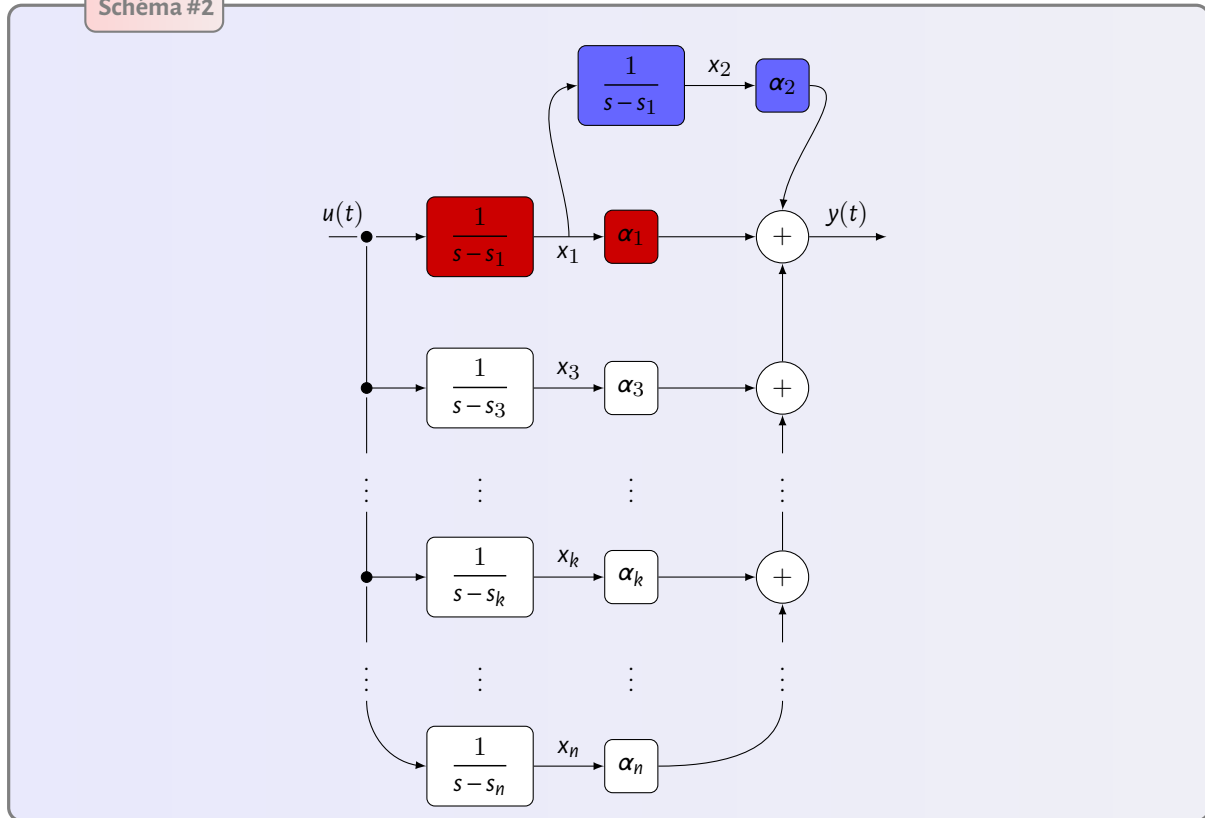 Schéma #2
1
s−s₁
x₂
α₂
u(t)
1
s−s₁
x₁
α₁
+
y(t)
1
s−s₃
x₃
α₃
+
⋮ ⋮ ⋮ ⋮
1
s−sₖ
xₖ
αₖ
+
⋮ ⋮ ⋮ ⋮
1
s−sₙ
xₙ
αₙ